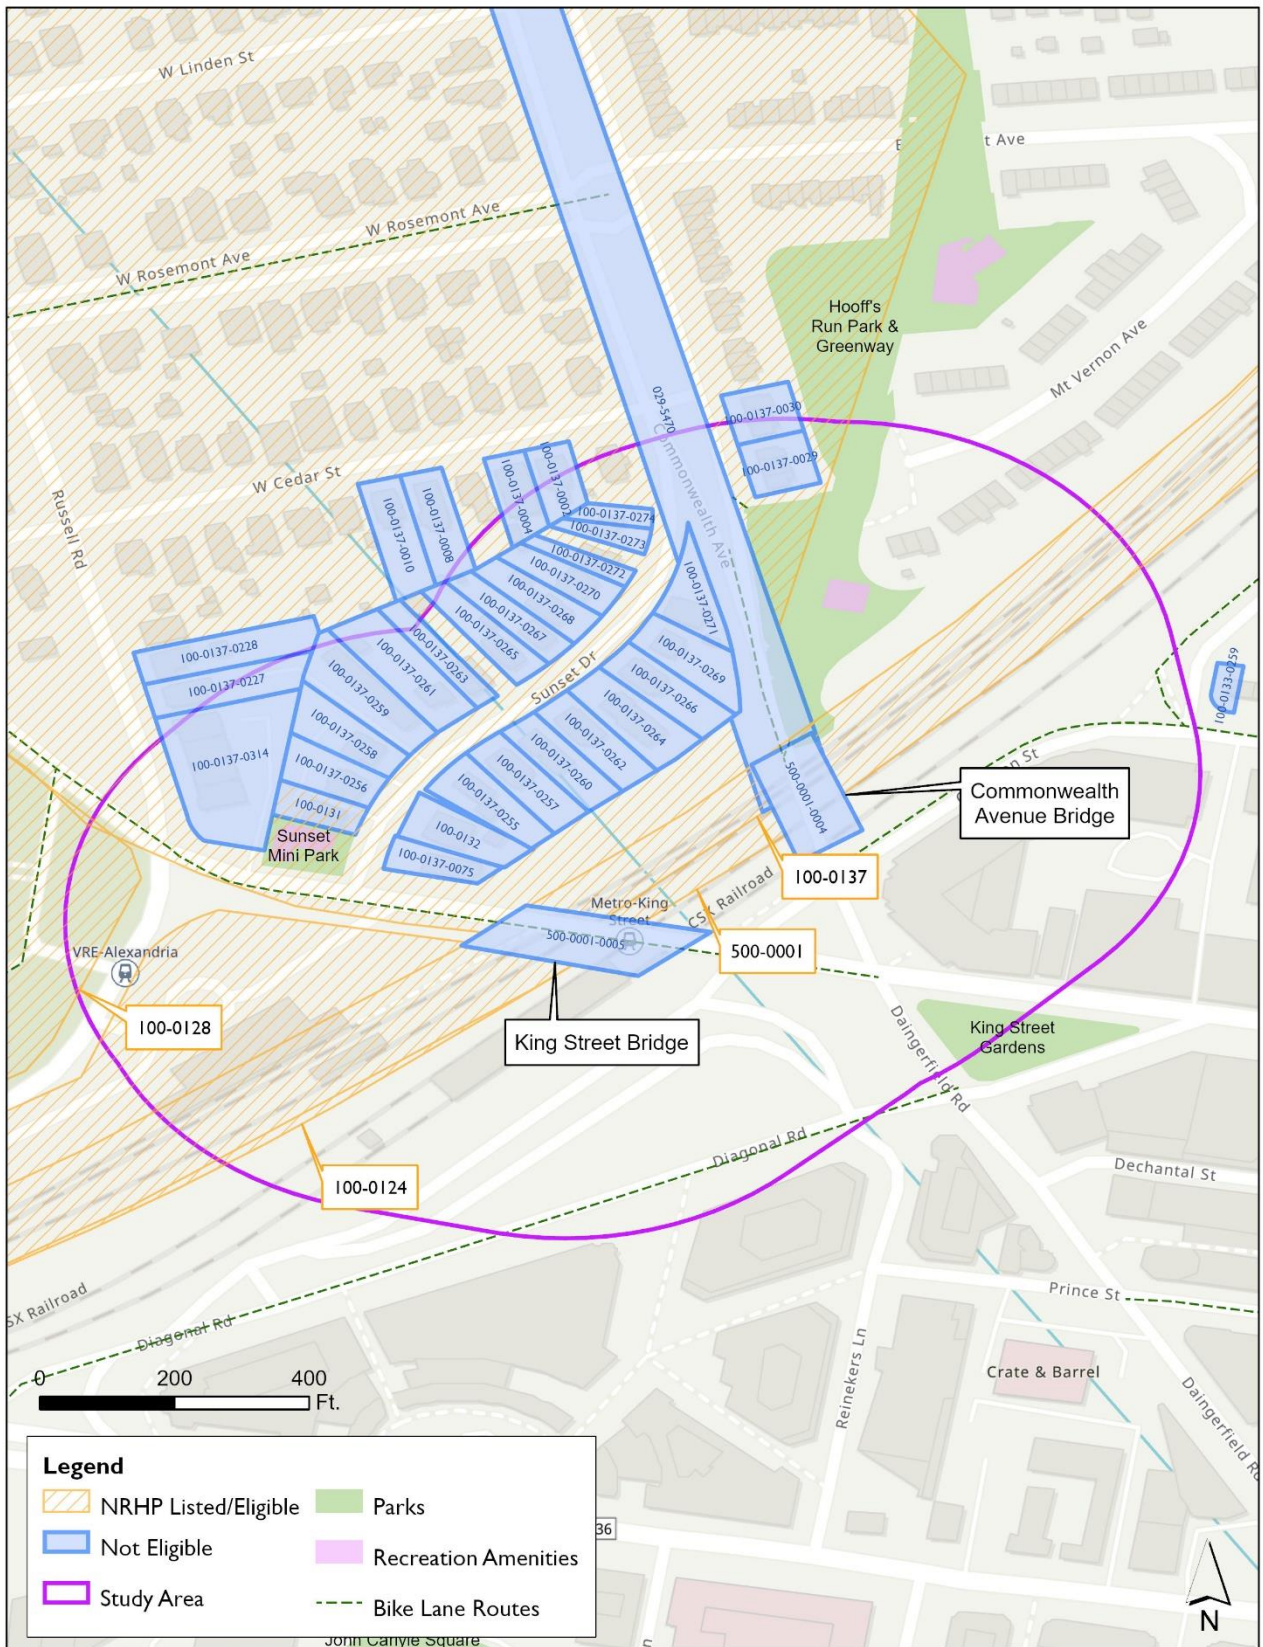 W Linden St
t Ave
W Rosemont Ave
W Rosemont Ave
Hooff's
Run Park &
Greenway
Mt Vernon Ave
029-5470
Commonwealth Ave
100-0137-0030
100-0137-0029
W Cedar St
Russell Rd
100-0137-0010
100-0137-0008
100-0137-0004
100-0137-0002
100-0137-0274
100-0137-0273
100-0137-0272
100-0137-0270
100-0137-0268
100-0137-0267
100-0137-0265
100-0137-0263
100-0137-0261
100-0137-0259
100-0137-0258
100-0137-0256
100-0131
100-0137-0228
100-0137-0227
100-0137-0314
100-0137-0271
100-0137-0269
100-0137-0266
100-0137-0264
100-0137-0262
100-0137-0260
100-0137-0257
100-0137-0255
100-0132
100-0137-0075
Sunset Dr
Sunset
Mini Park
100-0133-0259
on St
500-0001-0004
Commonwealth
Avenue Bridge
100-0137
CSX Railroad
Metro-King
Street
500-0001-0005
500-0001
VRE-Alexandria
100-0128
King Street Bridge
King Street
Gardens
Daingerfield Rd
100-0124
Diagonal Rd
Dechantal St
SX Railroad
Diagonal Rd
Prince St
Reinekers Ln
Crate & Barrel
Daingerfield Rd
0 200 400
Ft.
Legend
NRHP Listed/Eligible
Not Eligible
Study Area
Parks
Recreation Amenities
Bike Lane Routes
36
N
John Carlyle Square